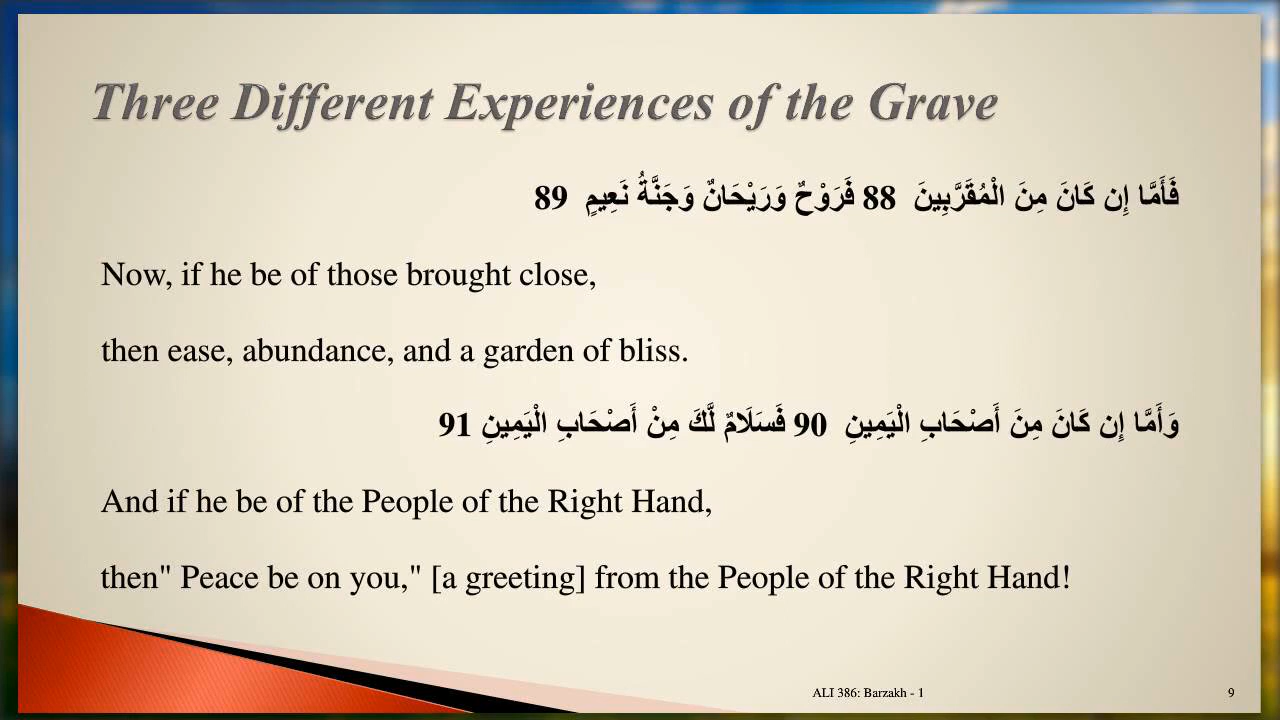 Three Different Experiences of the Grave
فَأَمَّا إِن كَانَ مِنَ الْمُقَرَّبِينَ 88 فَرَوْحٌ وَرَيْحَانٌ وَجَنَّةُ نَعِيمٍ 89
Now, if he be of those brought close,
then ease, abundance, and a garden of bliss.
وَأَمَّا إِن كَانَ مِنَ أَصْحَابِ الْيَمِينِ 90 فَسَلَامٌ لَّكَ مِنْ أَصْحَابِ الْيَمِينِ 91
And if he be of the People of the Right Hand,
then" Peace be on you," [a greeting] from the People of the Right Hand!
ALI 386: Barzakh - 1
9